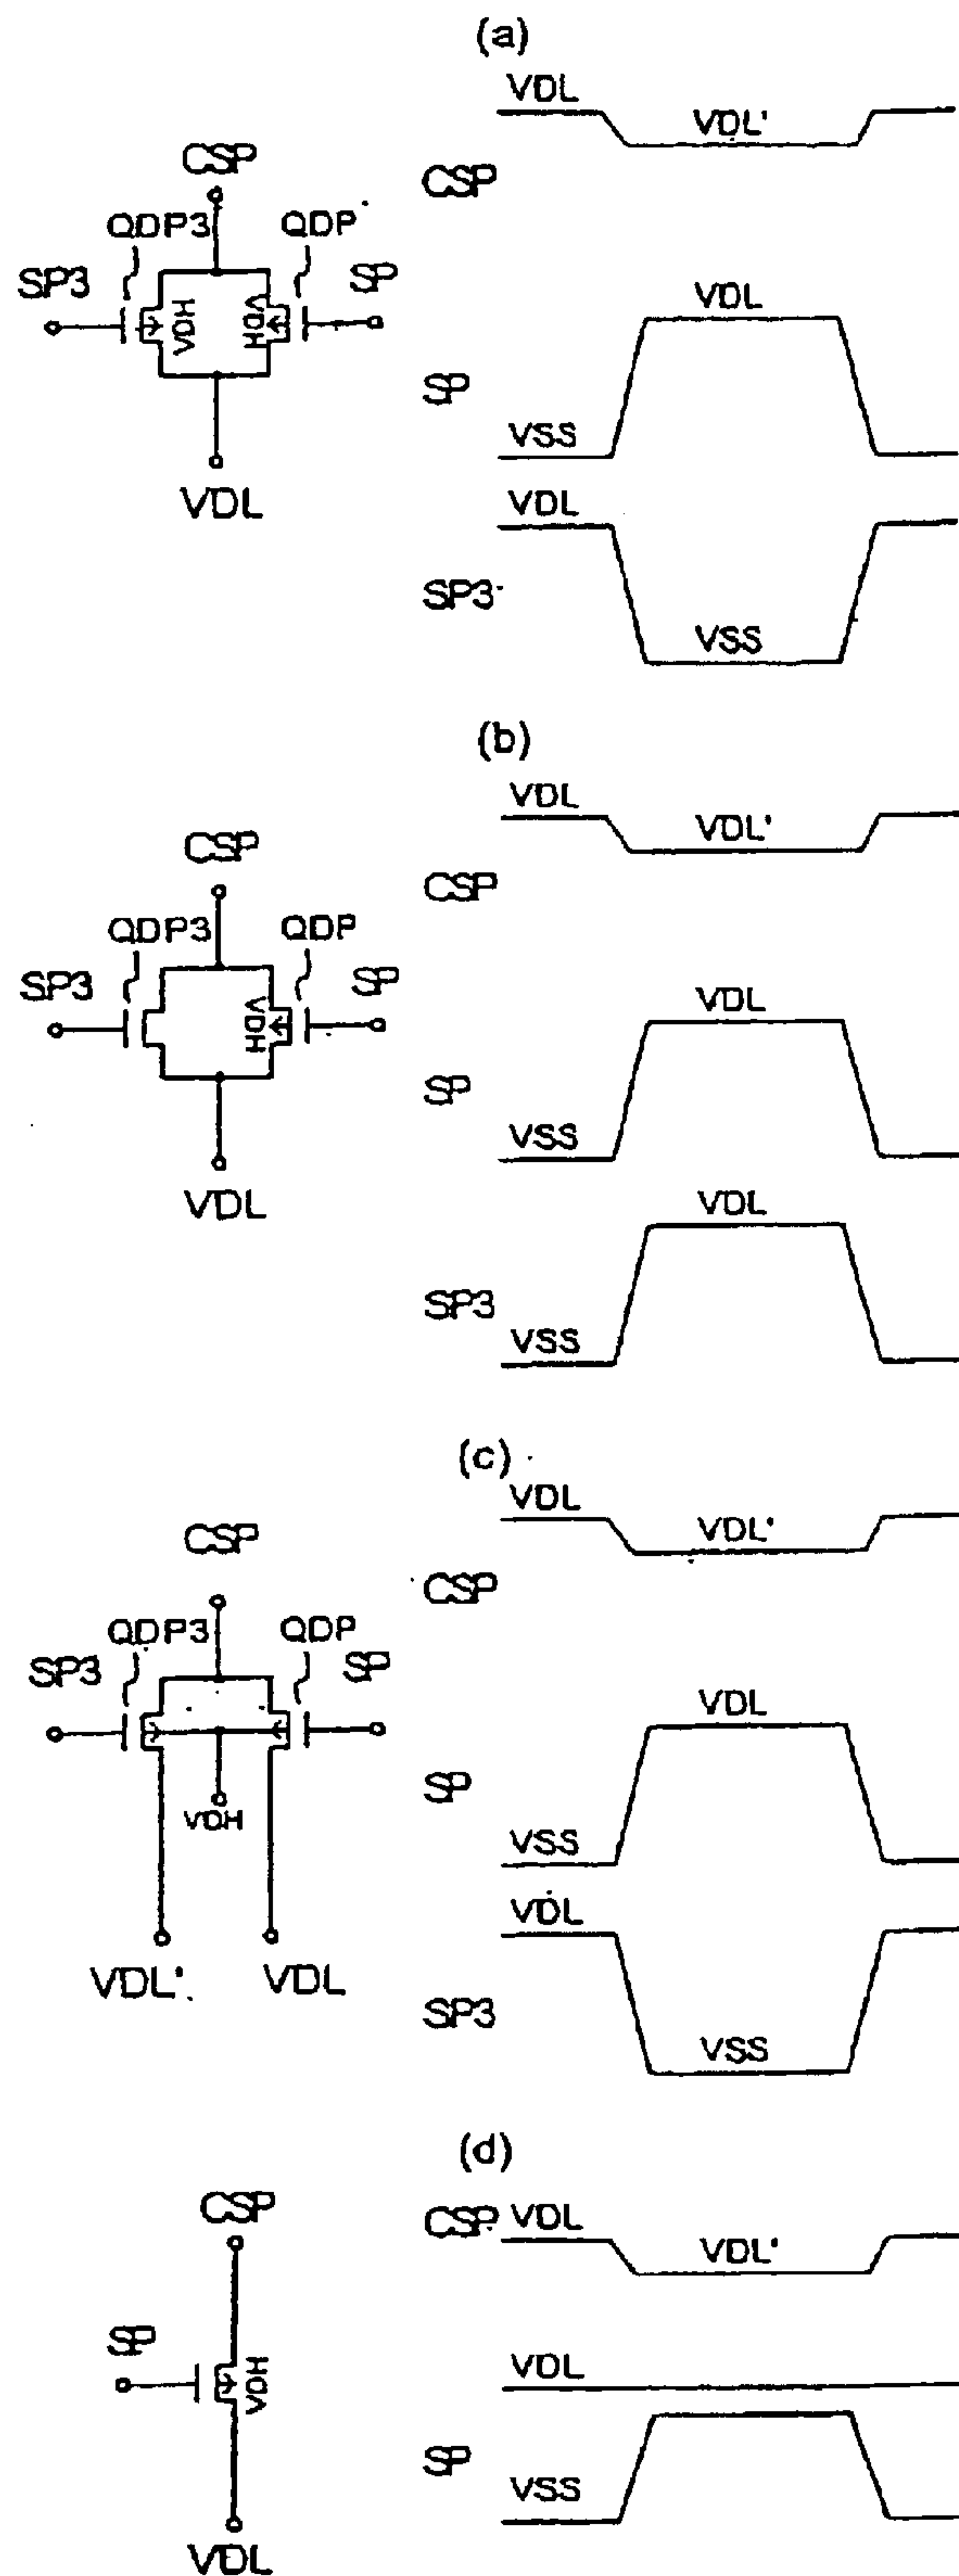 (a)
VDL
VDL'
CSP
CSP
QDP3
QDP
SP3
SP
VDH
VDH
VDL
VDL
SP
VSS
VDL
SP3
VSS
(b)
VDL
VDL'
CSP
CSP
QDP3
QDP
SP3
SP
VDH
VDL
VDL
SP
VSS
VDL
SP3
VSS
(c)
VDL
VDL'
CSP
CSP
QDP3
QDP
SP3
SP
VDH
VDL'
VDL
VDL
SP
VSS
VDL
SP3
VSS
(d)
CSP
CSP
VDL
VDL'
SP
VDH
VDL
VDL
SP
VSS